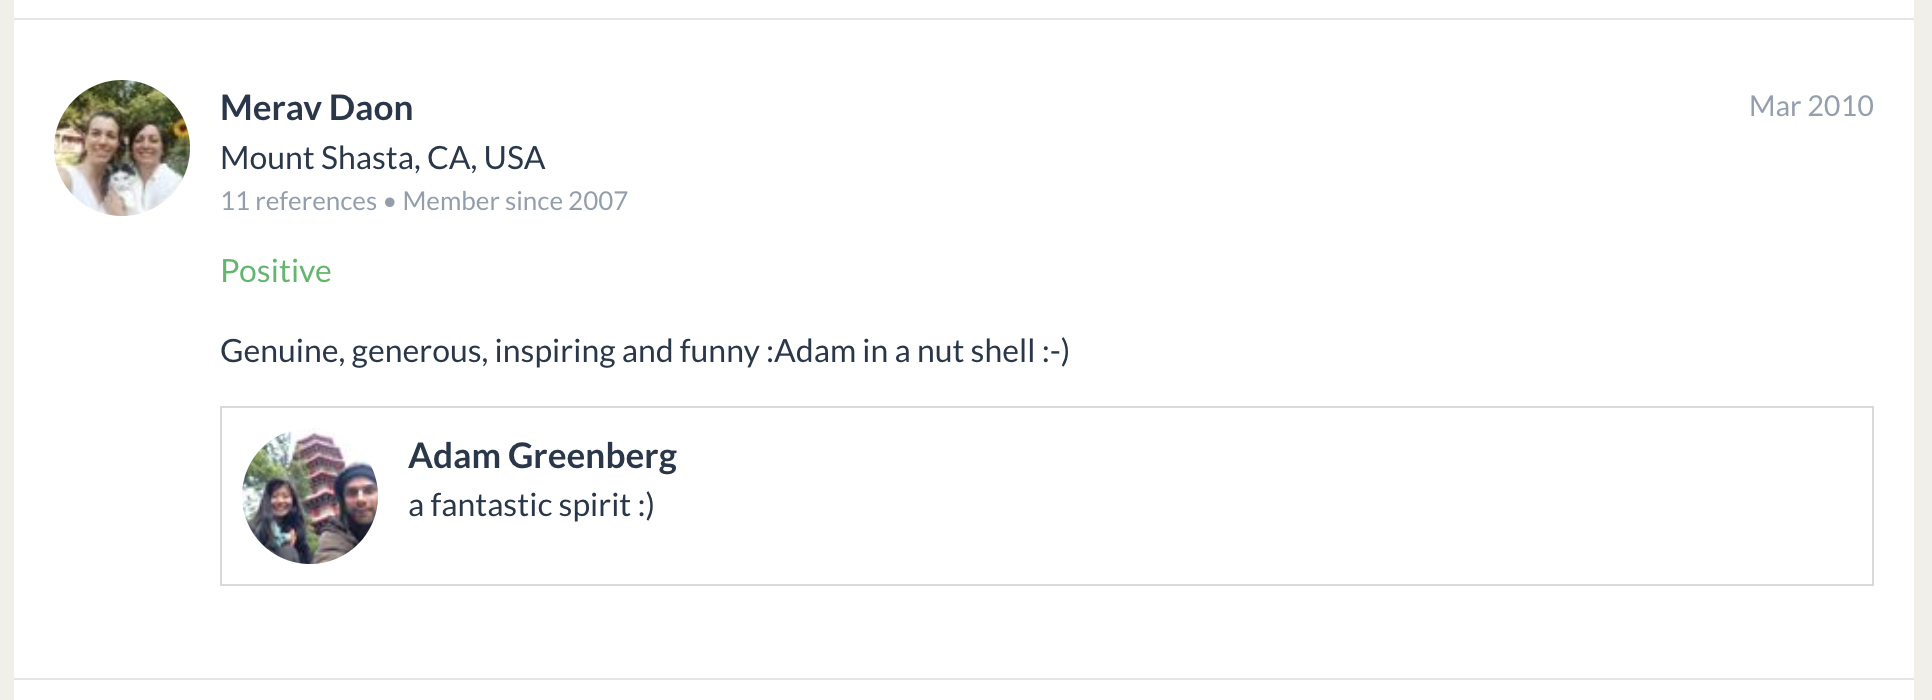 Merav Daon
Mar 2010
Mount Shasta, CA, USA
11 references • Member since 2007
Positive
Genuine, generous, inspiring and funny :Adam in a nut shell :-)
Adam Greenberg
a fantastic spirit :)